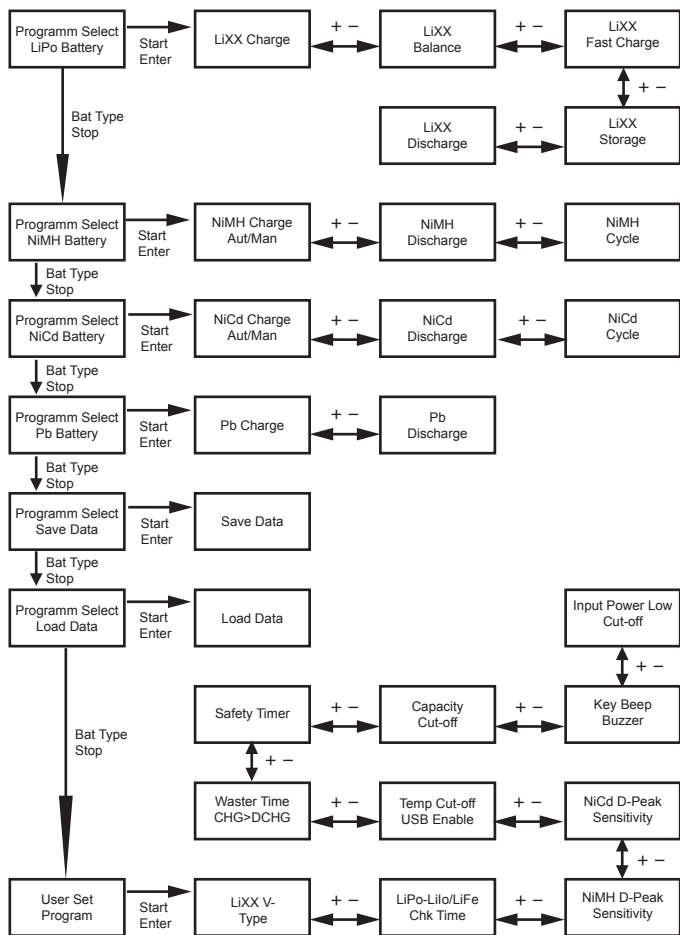 Programm Select
LiPo Battery
Start
Enter
LiXX Charge
+ −
LiXX
Balance
+ −
LiXX
Fast Charge
+ −
Bat Type
Stop
LiXX
Discharge
+ −
LiXX
Storage
Programm Select
NiMH Battery
Start
Enter
NiMH Charge
Aut/Man
+ −
NiMH
Discharge
+ −
NiMH
Cycle
Bat Type
Stop
Programm Select
NiCd Battery
Start
Enter
NiCd Charge
Aut/Man
+ −
NiCd
Discharge
+ −
NiCd
Cycle
Bat Type
Stop
Programm Select
Pb Battery
Start
Enter
Pb Charge
+ −
Pb
Discharge
Bat Type
Stop
Programm Select
Save Data
Start
Enter
Save Data
Bat Type
Stop
Programm Select
Load Data
Start
Enter
Load Data
Input Power Low
Cut-off
+ −
Bat Type
Stop
Safety Timer
+ −
Capacity
Cut-off
+ −
Key Beep
Buzzer
+ −
Waster Time
CHG>DCHG
+ −
Temp Cut-off
USB Enable
+ −
NiCd D-Peak
Sensitivity
+ −
User Set
Program
Start
Enter
LiXX V-
Type
+ −
LiPo-LiIo/LiFe
Chk Time
+ −
NiMH D-Peak
Sensitivity